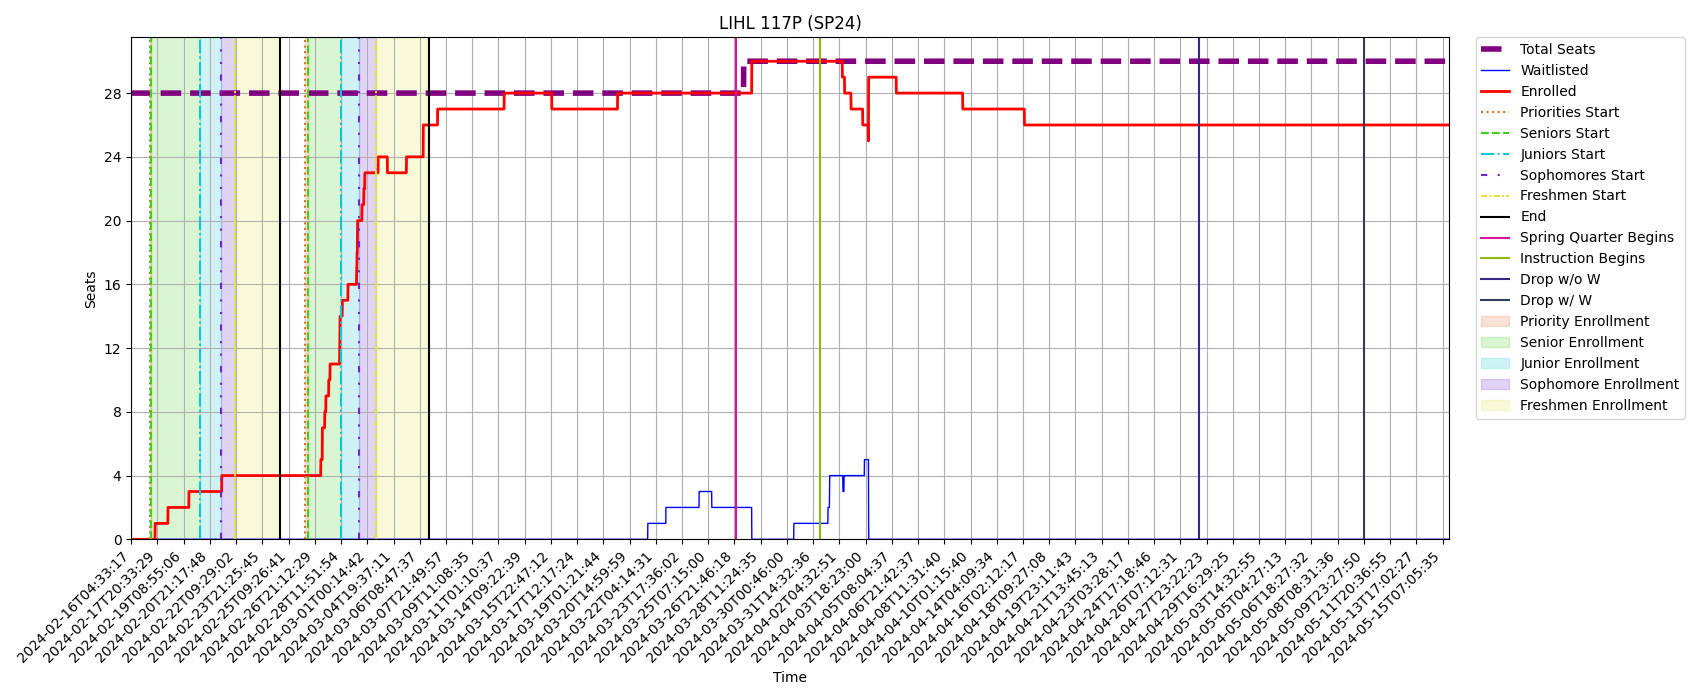 LIHL 117P (SP24)
Seats
28
24
20
16
12
8
4
0
2024-02-16T04:33:17
2024-02-17T20:33:29
2024-02-19T08:55:06
2024-02-20T21:17:48
2024-02-22T09:29:02
2024-02-23T21:25:45
2024-02-25T09:26:41
2024-02-26T21:12:29
2024-02-28T11:51:54
2024-03-01T00:14:42
2024-03-04T19:37:11
2024-03-06T08:47:37
2024-03-07T21:49:57
2024-03-09T11:08:35
2024-03-11T01:10:37
2024-03-14T09:22:39
2024-03-15T22:47:12
2024-03-17T12:17:24
2024-03-19T01:21:44
2024-03-20T14:59:59
2024-03-22T04:14:31
2024-03-23T17:36:02
2024-03-25T07:15:00
2024-03-26T21:46:18
2024-03-28T11:24:35
2024-03-30T00:46:00
2024-03-31T14:32:36
2024-04-02T04:32:51
2024-04-03T18:23:00
2024-04-05T08:04:37
2024-04-06T21:42:37
2024-04-08T11:31:40
2024-04-10T01:15:40
2024-04-14T04:09:34
2024-04-16T02:12:17
2024-04-18T09:27:08
2024-04-19T23:11:43
2024-04-21T13:45:13
2024-04-23T03:28:17
2024-04-24T17:18:46
2024-04-26T07:12:31
2024-04-27T23:22:23
2024-04-29T16:29:25
2024-05-03T14:32:55
2024-05-05T04:27:13
2024-05-06T18:27:32
2024-05-08T08:31:36
2024-05-09T23:27:50
2024-05-11T20:36:55
2024-05-13T17:02:27
2024-05-15T07:05:35
Time
Total Seats
Waitlisted
Enrolled
Priorities Start
Seniors Start
Juniors Start
Sophomores Start
Freshmen Start
End
Spring Quarter Begins
Instruction Begins
Drop w/o W
Drop w/ W
Priority Enrollment
Senior Enrollment
Junior Enrollment
Sophomore Enrollment
Freshmen Enrollment